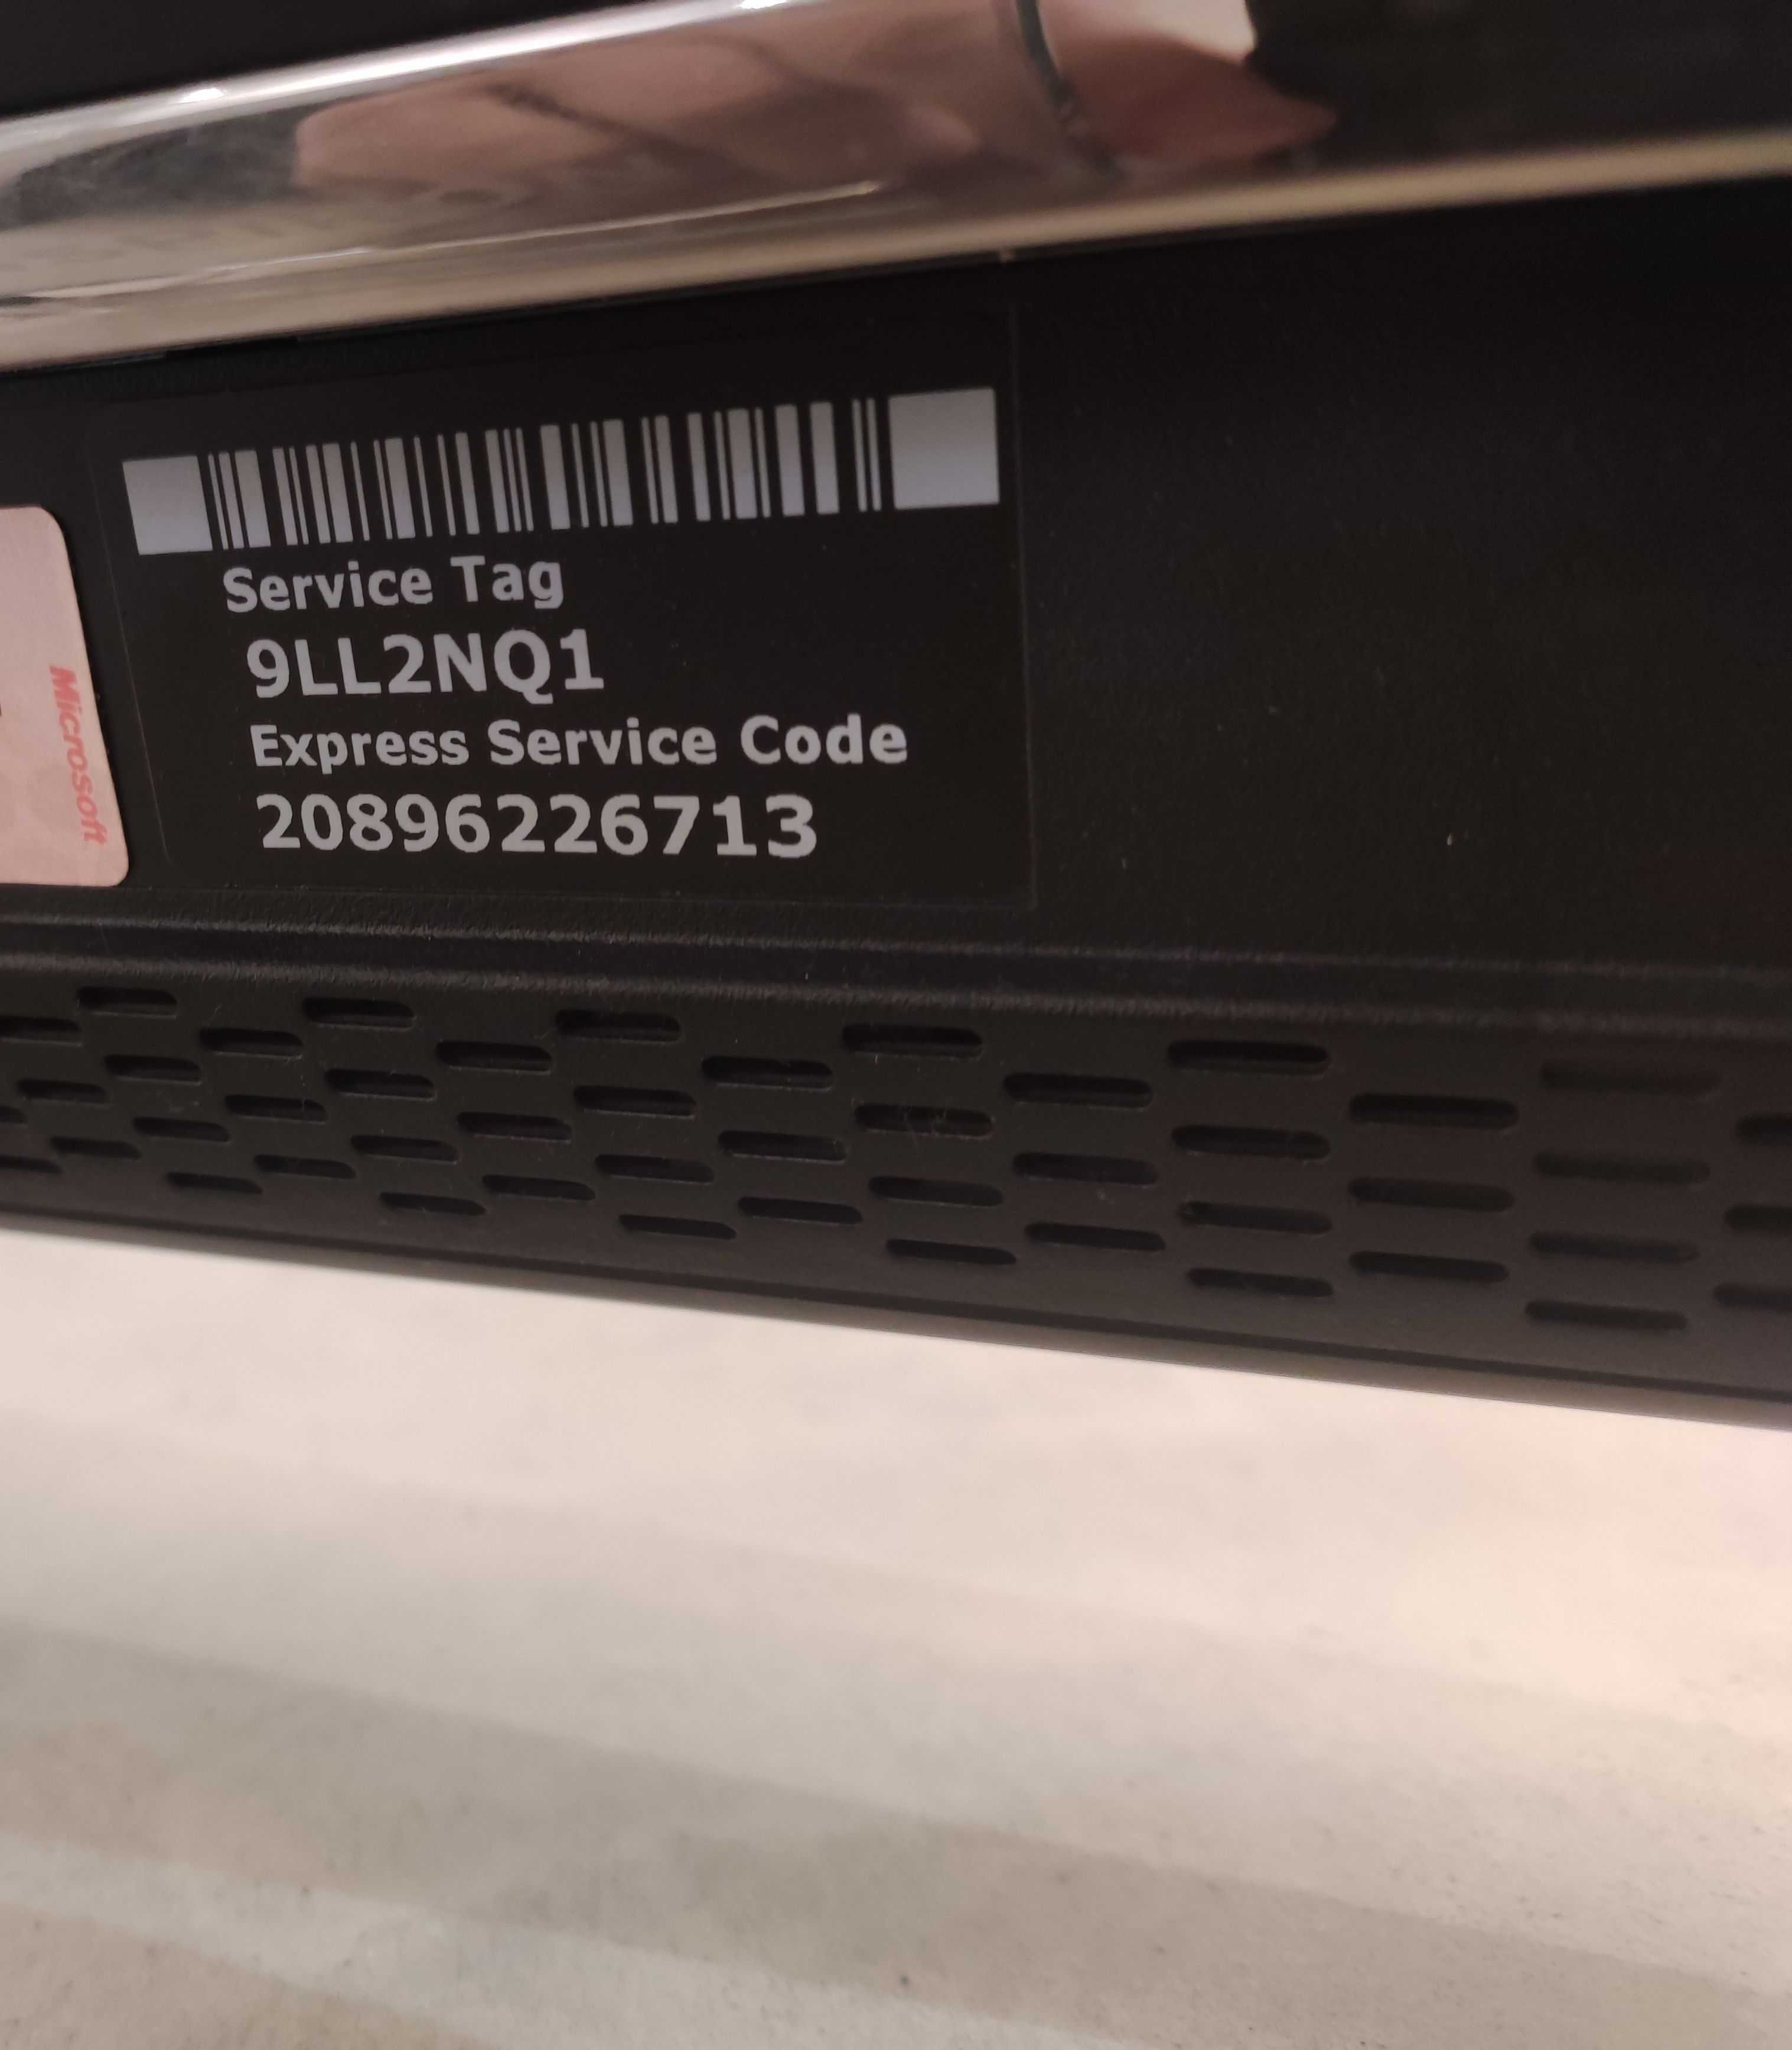 Service Tag
9LL2NQ1
Express Service Code
20896226713
Microsoft